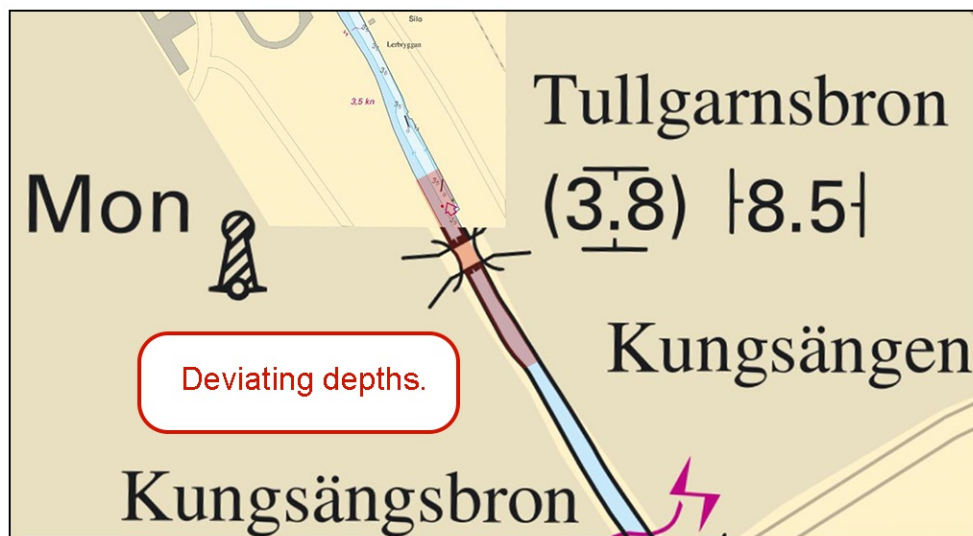 Silo
Lerbryggan
3,5 kn
Tullgarnsbron
Mon
(3.8) 8.5
Kungsängen
Deviating depths.
Kungsängsbron